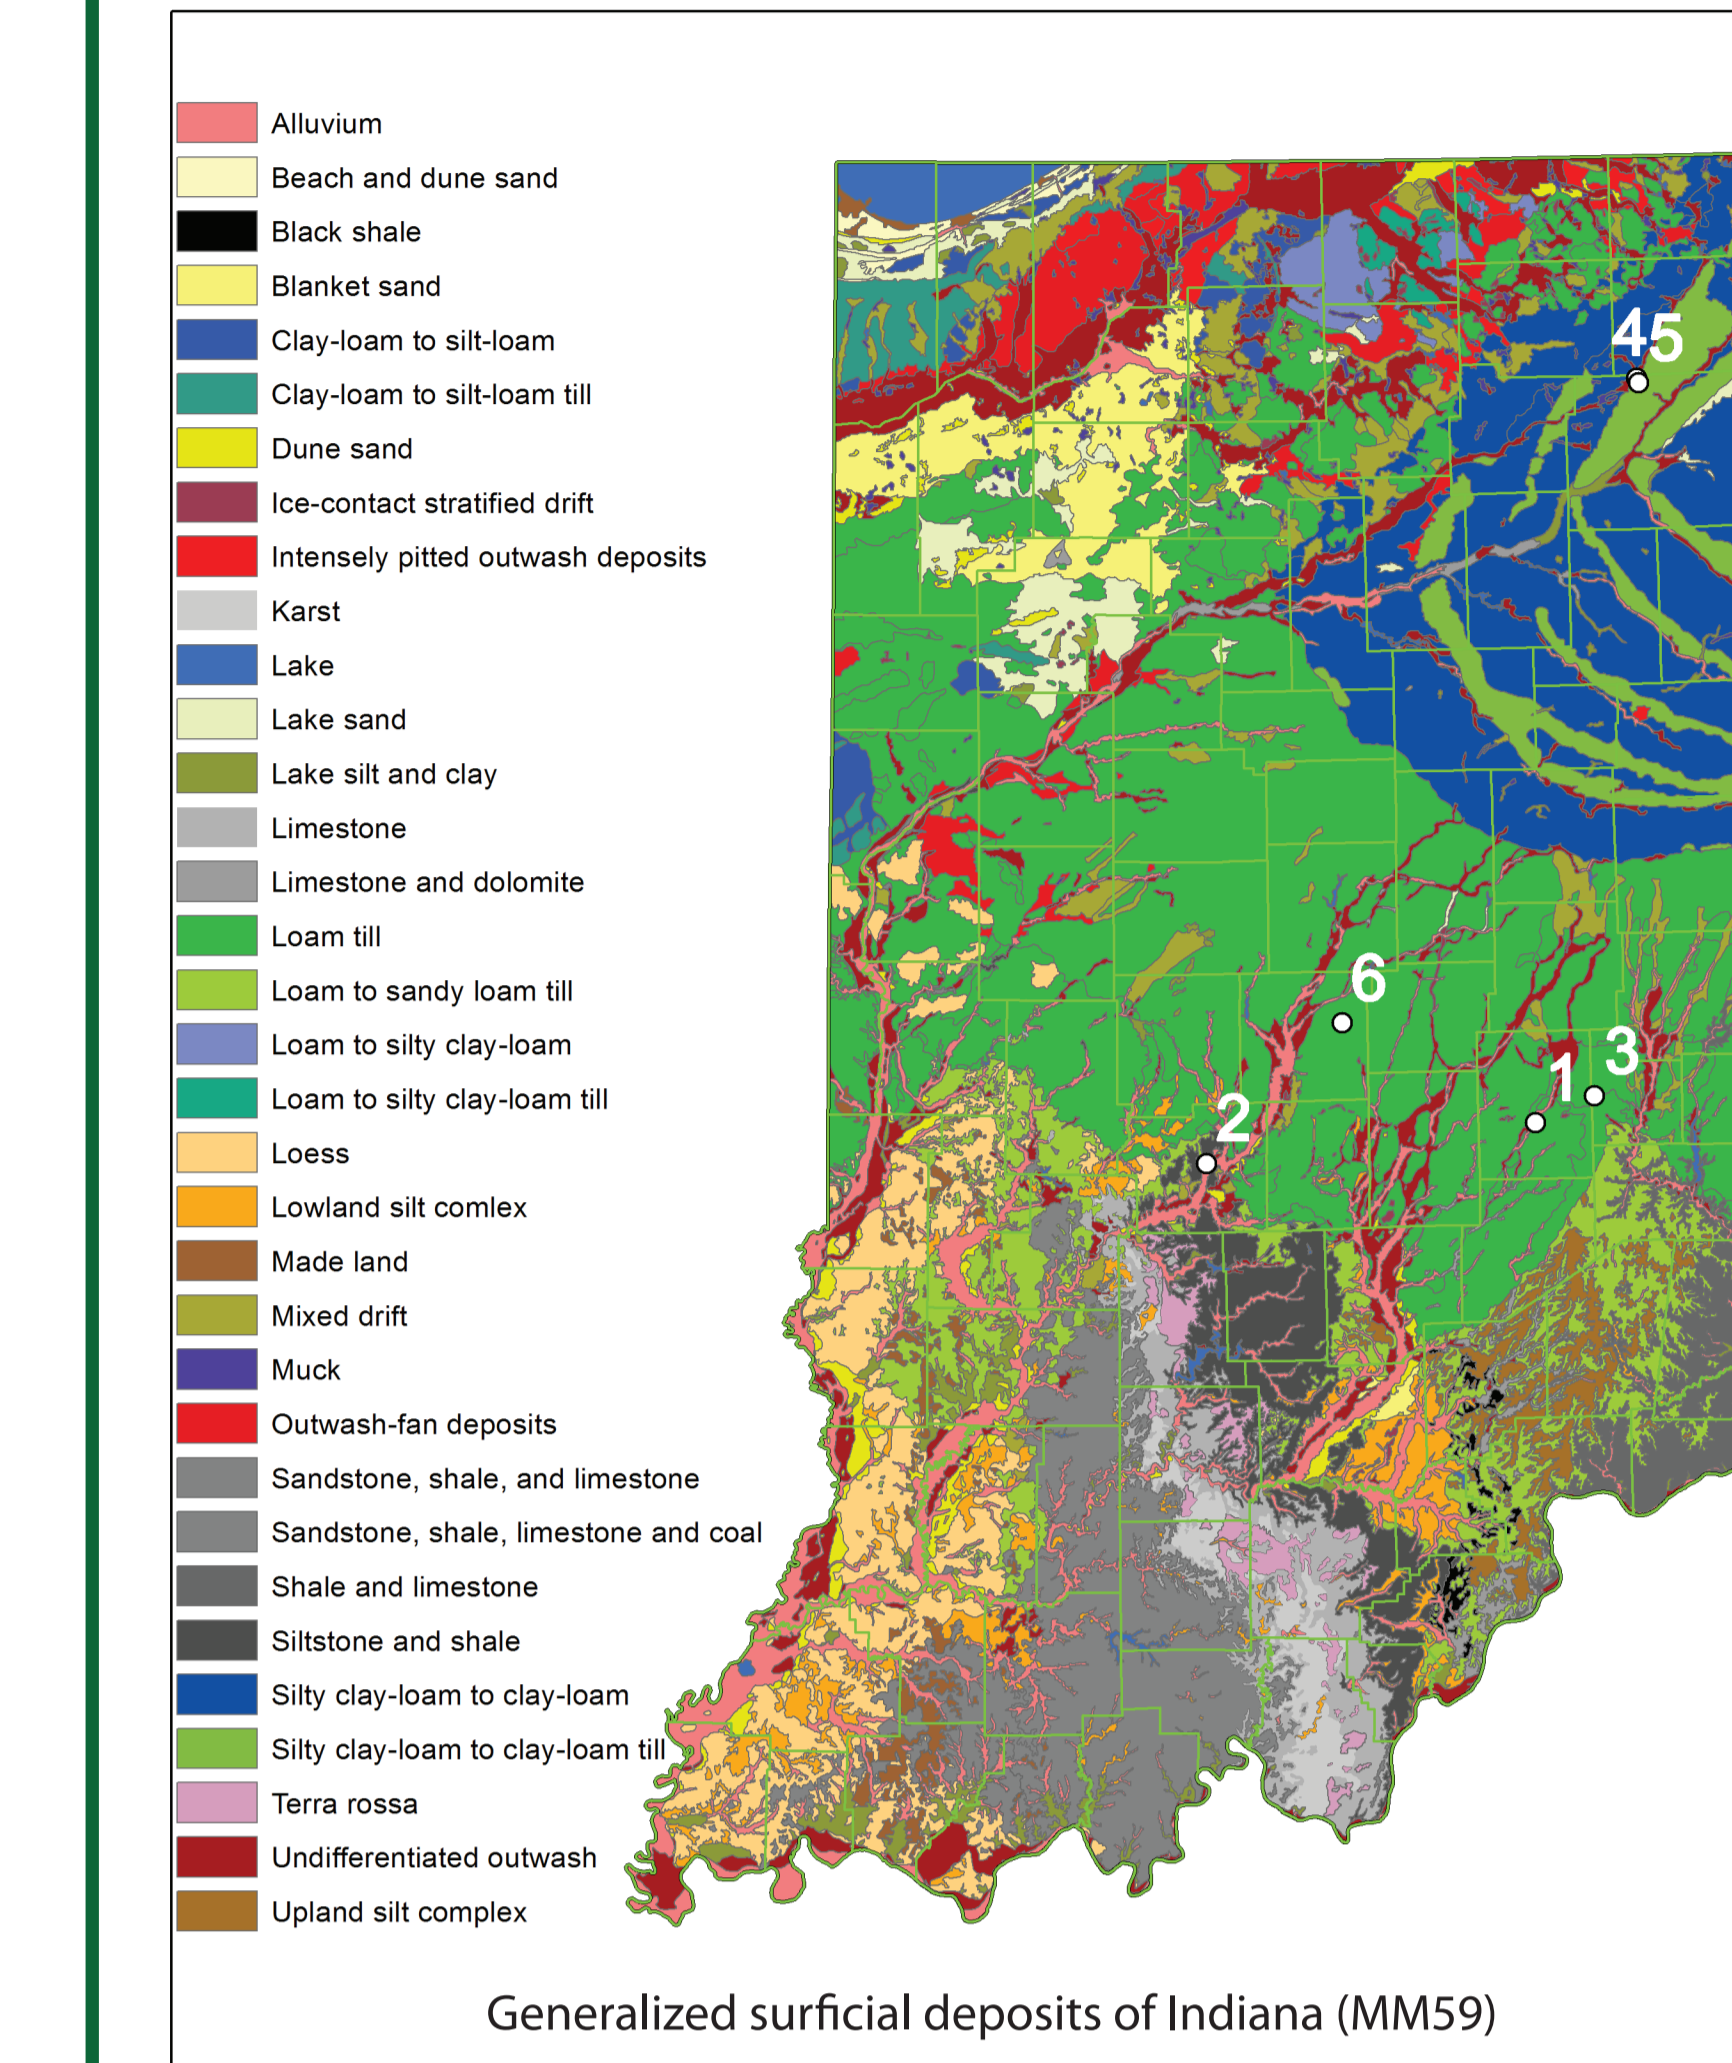 Alluvium
Beach and dune sand
Black shale
Blanket sand
Clay-loam to silt-loam
Clay-loam to silt-loam till
Dune sand
Ice-contact stratified drift
Intensely pitted outwash deposits
Karst
Lake
Lake sand
Lake silt and clay
Limestone
Limestone and dolomite
Loam till
Loam to sandy loam till
Loam to silty clay-loam
Loam to silty clay-loam till
Loess
Lowland silt comlex
Made land
Mixed drift
Muck
Outwash-fan deposits
Sandstone, shale, and limestone
Sandstone, shale, limestone and coal
Shale and limestone
Siltstone and shale
Silty clay-loam to clay-loam
Silty clay-loam to clay-loam till
Terra rossa
Undifferentiated outwash
Upland silt complex
45
6
3
1
2
Generalized surficial deposits of Indiana (MM59)